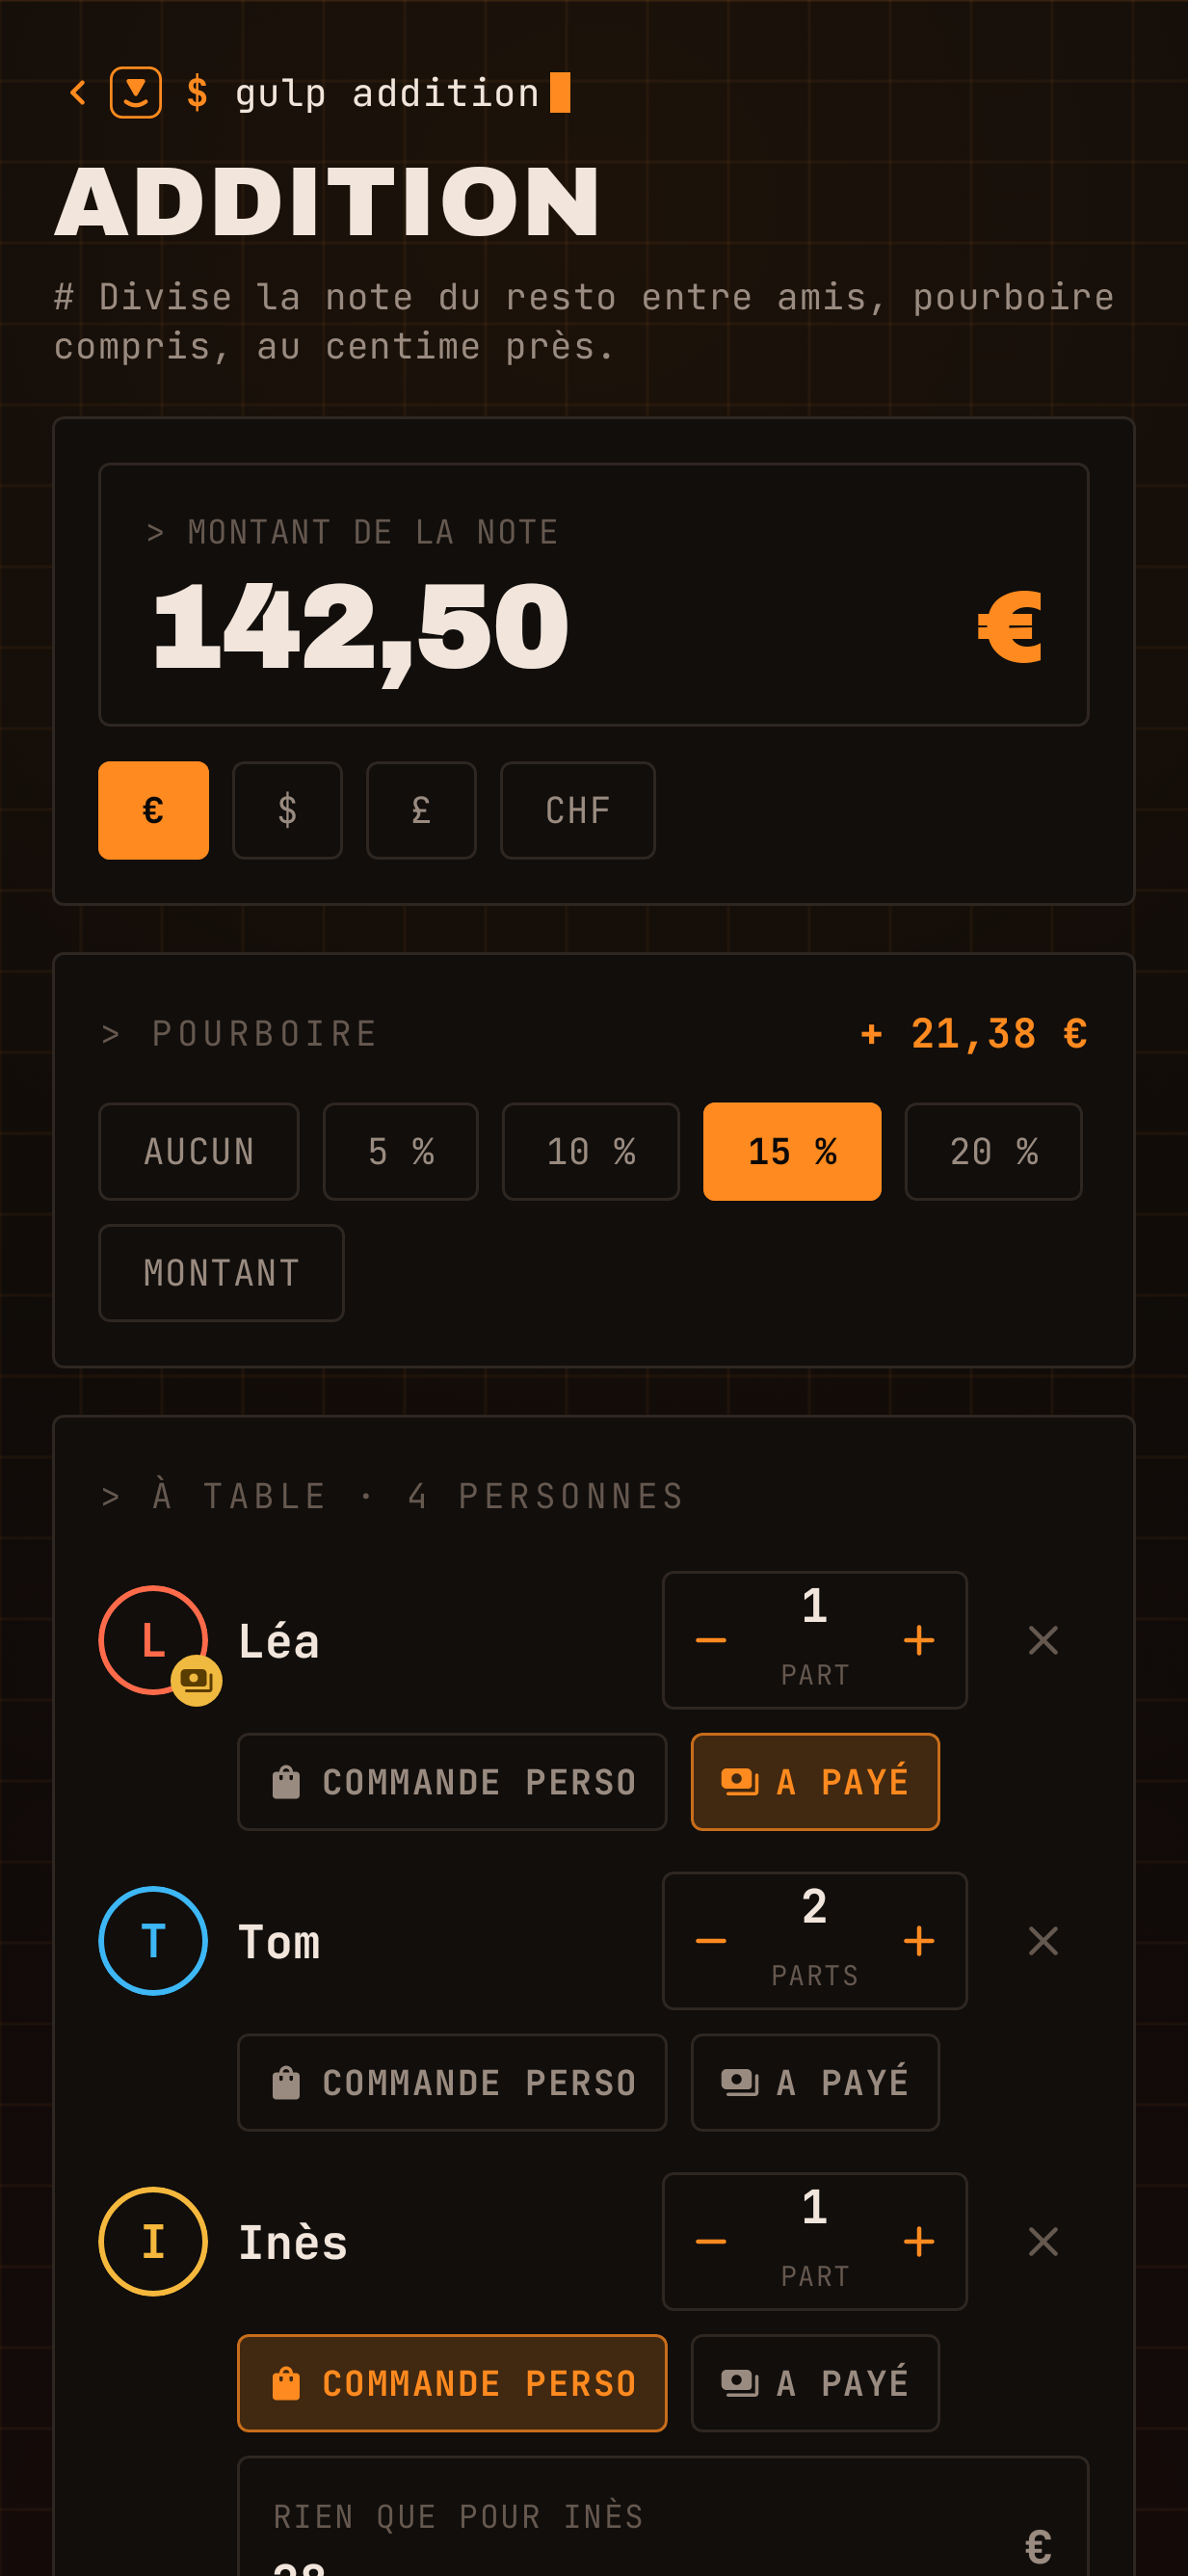 $ gulp addition
ADDITION
# Divise la note du resto entre amis, pourboire
compris, au centime près.
> MONTANT DE LA NOTE
142,50 €
€ $ £ CHF
> POURBOIRE + 21,38 €
AUCUN 5 % 10 % 15 % 20 %
MONTANT
> À TABLE · 4 PERSONNES
L Léa − 1 PART + ×
COMMANDE PERSO A PAYÉ
T Tom − 2 PARTS + ×
COMMANDE PERSO A PAYÉ
I Inès − 1 PART + ×
COMMANDE PERSO A PAYÉ
RIEN QUE POUR INÈS
€